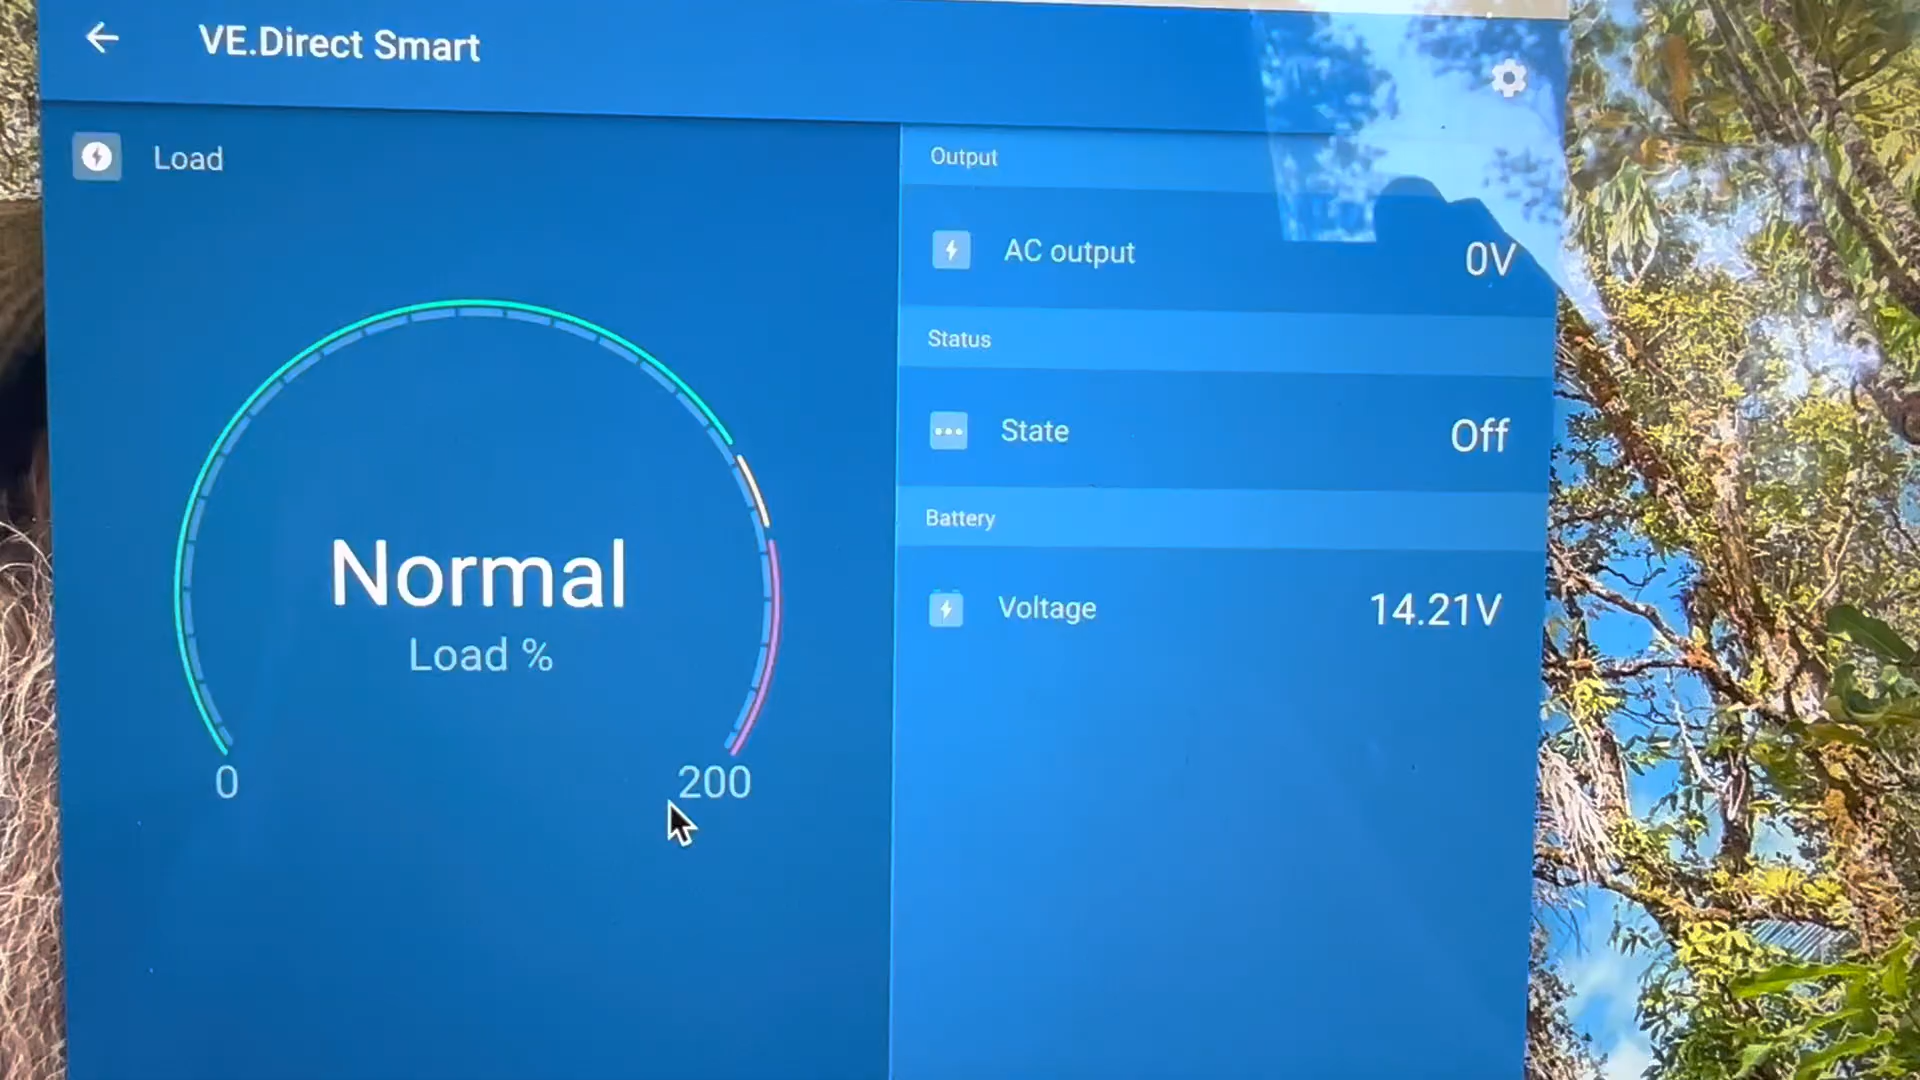 VE.Direct Smart
Load
Normal
Load %
0
200
Output
AC output
0V
Status
State
Off
Battery
Voltage
14.21V